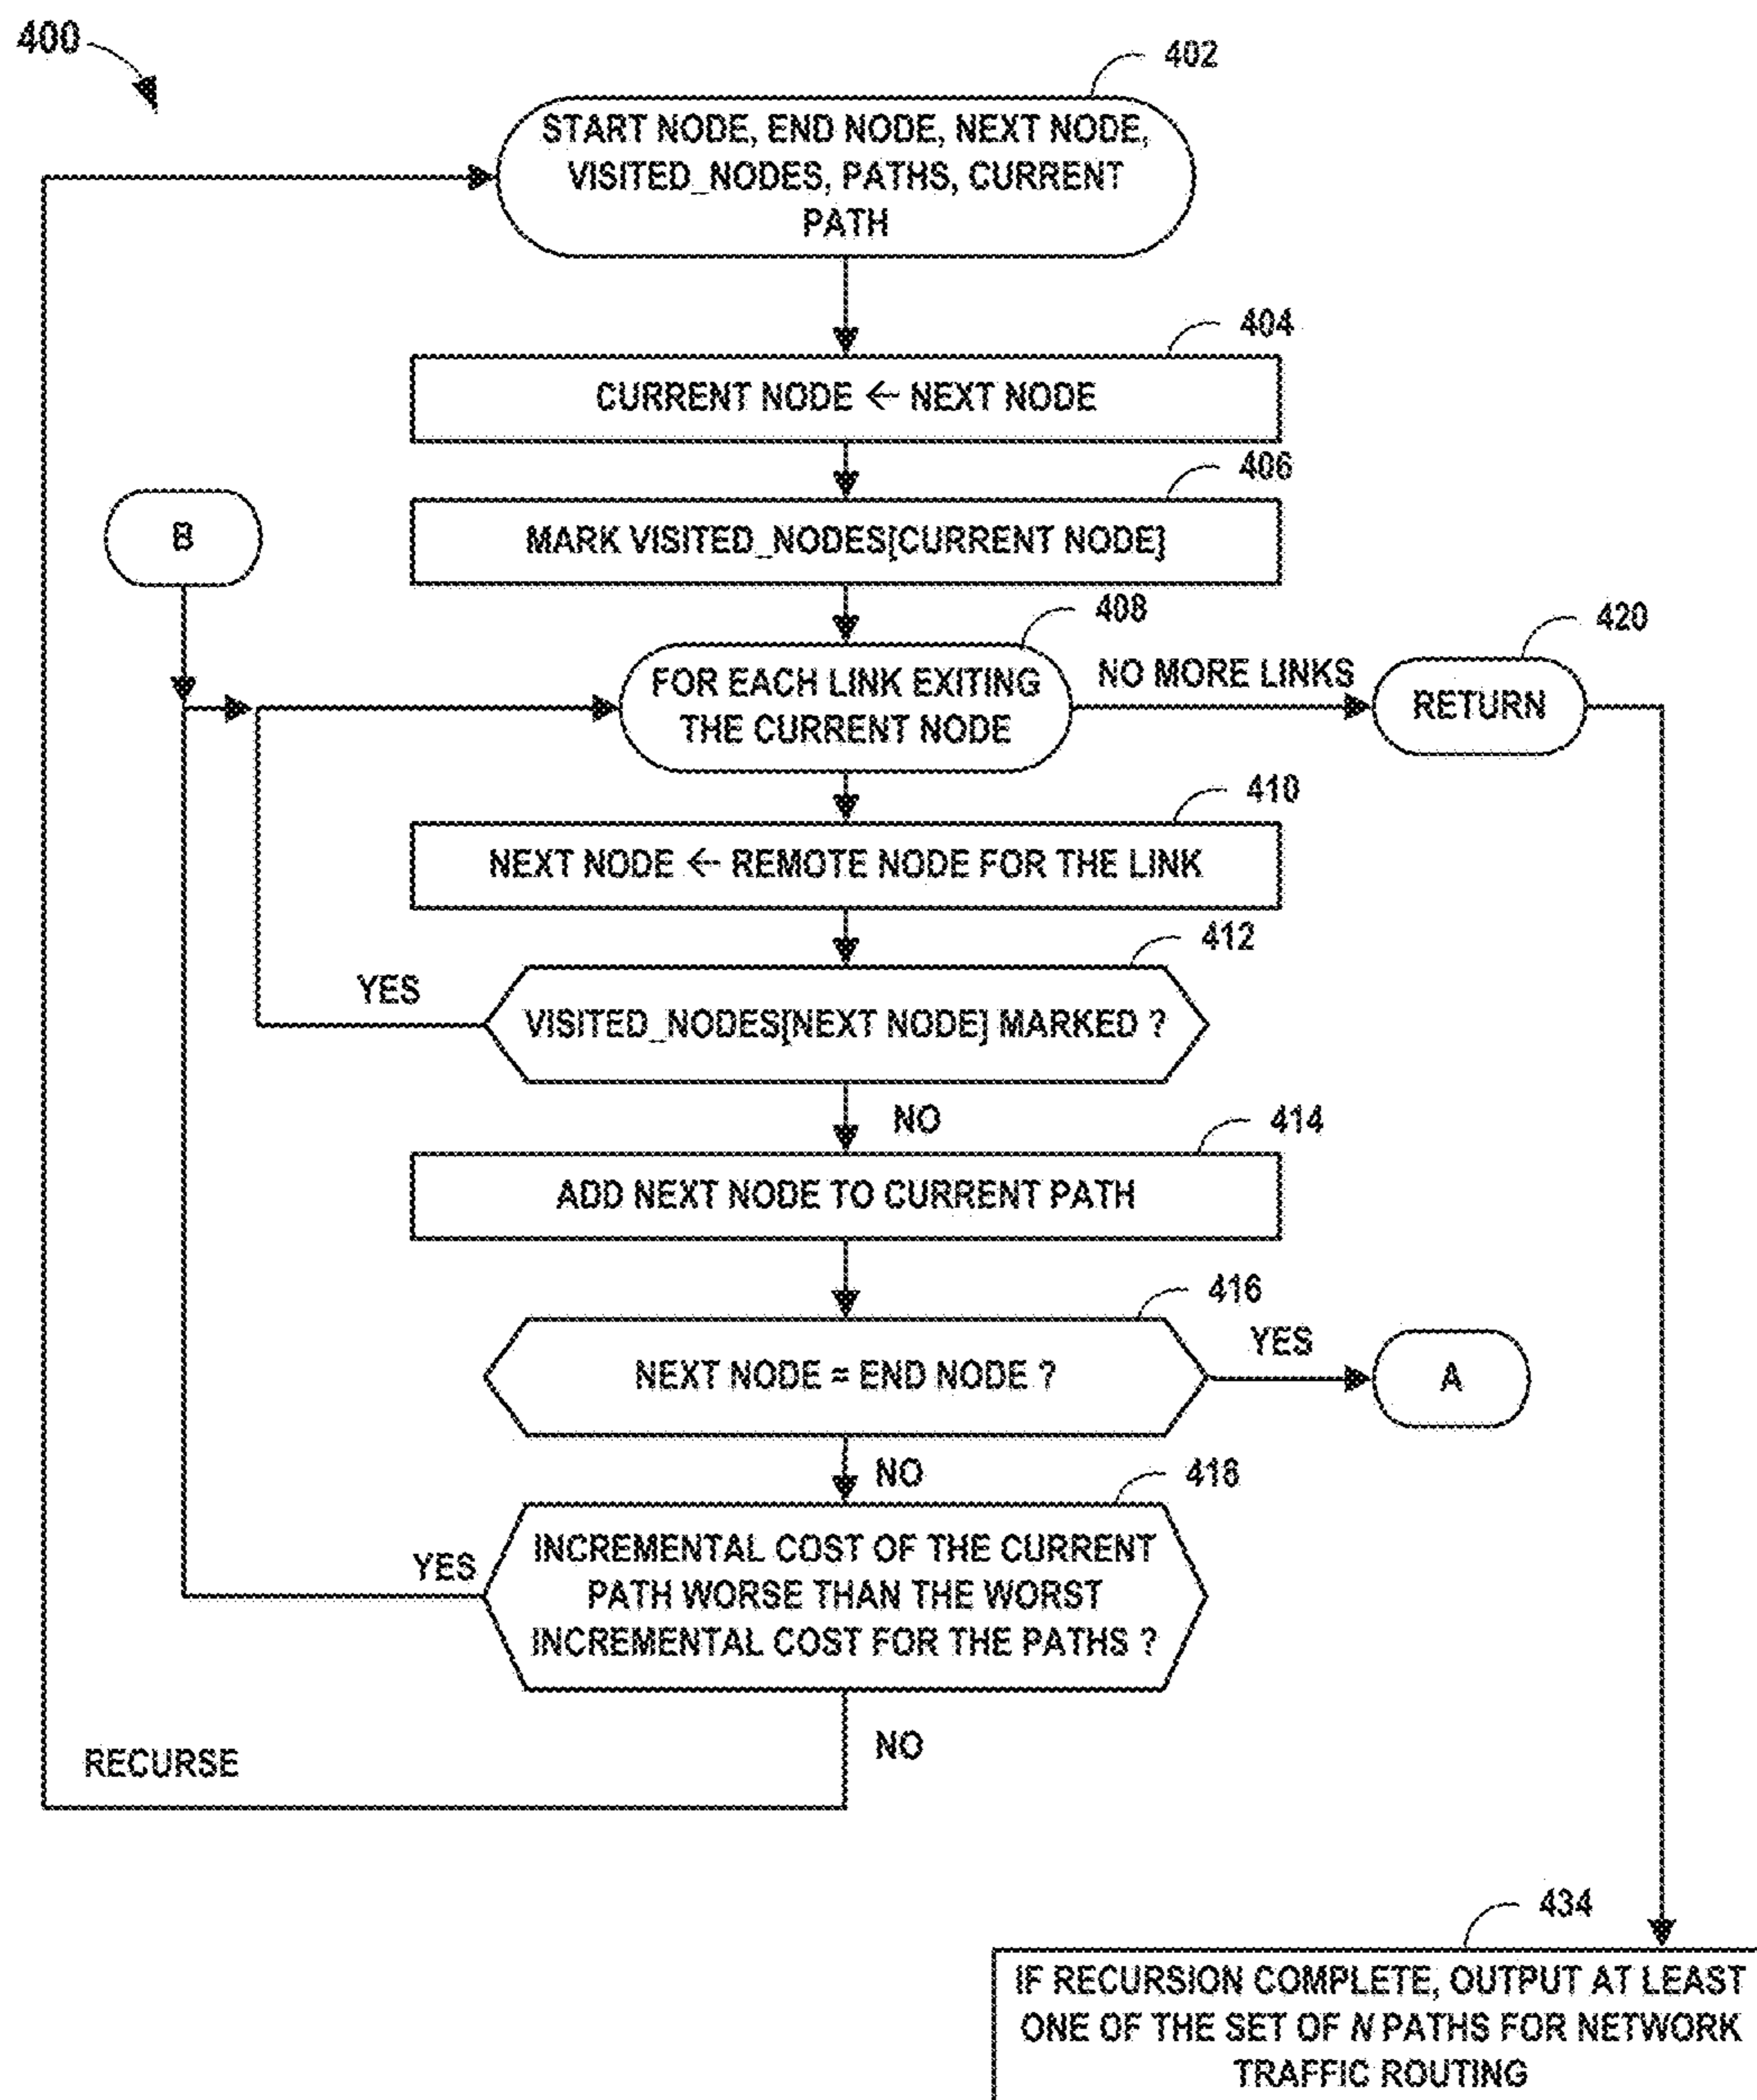 400
402
START NODE, END NODE, NEXT NODE,
VISITED_NODES, PATHS, CURRENT
PATH
404
CURRENT NODE ← NEXT NODE
406
MARK VISITED_NODES[CURRENT NODE]
B
408
FOR EACH LINK EXITING
THE CURRENT NODE
NO MORE LINKS
420
RETURN
410
NEXT NODE ← REMOTE NODE FOR THE LINK
412
YES
VISITED_NODES[NEXT NODE] MARKED ?
NO
414
ADD NEXT NODE TO CURRENT PATH
416
NEXT NODE = END NODE ?
YES
A
NO
418
YES
INCREMENTAL COST OF THE CURRENT
PATH WORSE THAN THE WORST
INCREMENTAL COST FOR THE PATHS ?
NO
RECURSE
434
IF RECURSION COMPLETE, OUTPUT AT LEAST
ONE OF THE SET OF N PATHS FOR NETWORK
TRAFFIC ROUTING